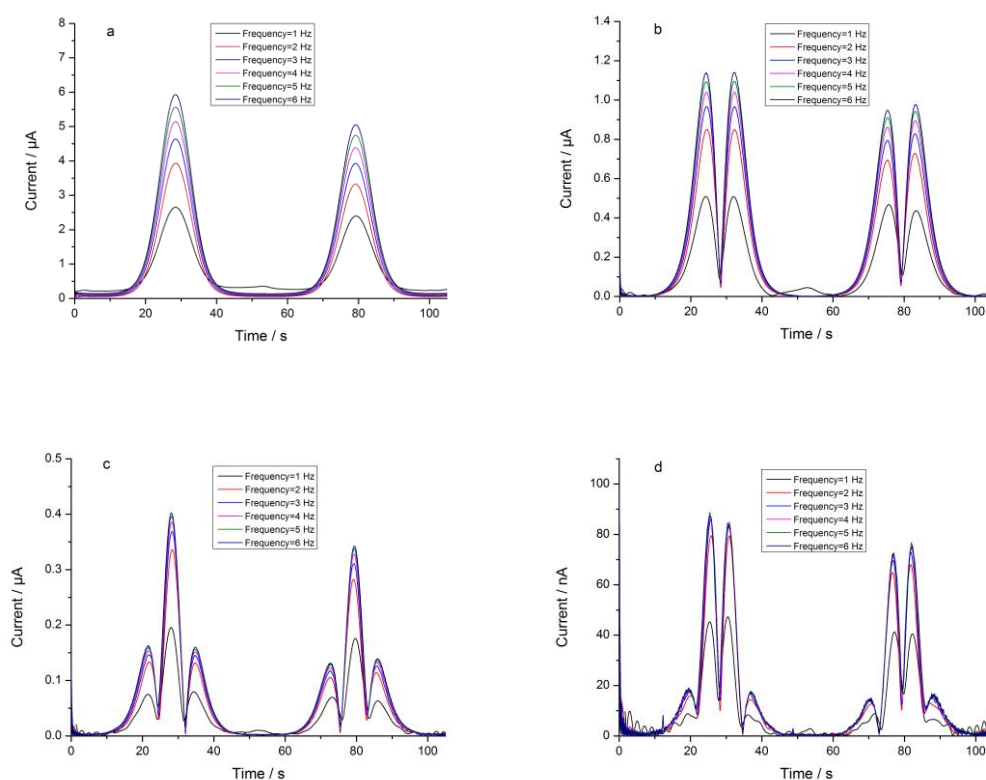 a
8
7
6
5
4
3
2
1
0
Current / µA
Frequency=1 Hz
Frequency=2 Hz
Frequency=3 Hz
Frequency=4 Hz
Frequency=5 Hz
Frequency=6 Hz
0 20 40 60 80 100
Time / s
b
1.4
1.2
1.0
0.8
0.6
0.4
0.2
0.0
Current / µA
Frequency=1 Hz
Frequency=2 Hz
Frequency=3 Hz
Frequency=4 Hz
Frequency=5 Hz
Frequency=6 Hz
0 20 40 60 80 100
Time / s
c
0.5
0.4
0.3
0.2
0.1
0.0
Current / µA
Frequency=1 Hz
Frequency=2 Hz
Frequency=3 Hz
Frequency=4 Hz
Frequency=5 Hz
Frequency=6 Hz
0 20 40 60 80 100
Time / s
d
100
80
60
40
20
0
Current / nA
Frequency=1 Hz
Frequency=2 Hz
Frequency=3 Hz
Frequency=4 Hz
Frequency=5 Hz
Frequency=6 Hz
0 20 40 60 80 100
Time / s